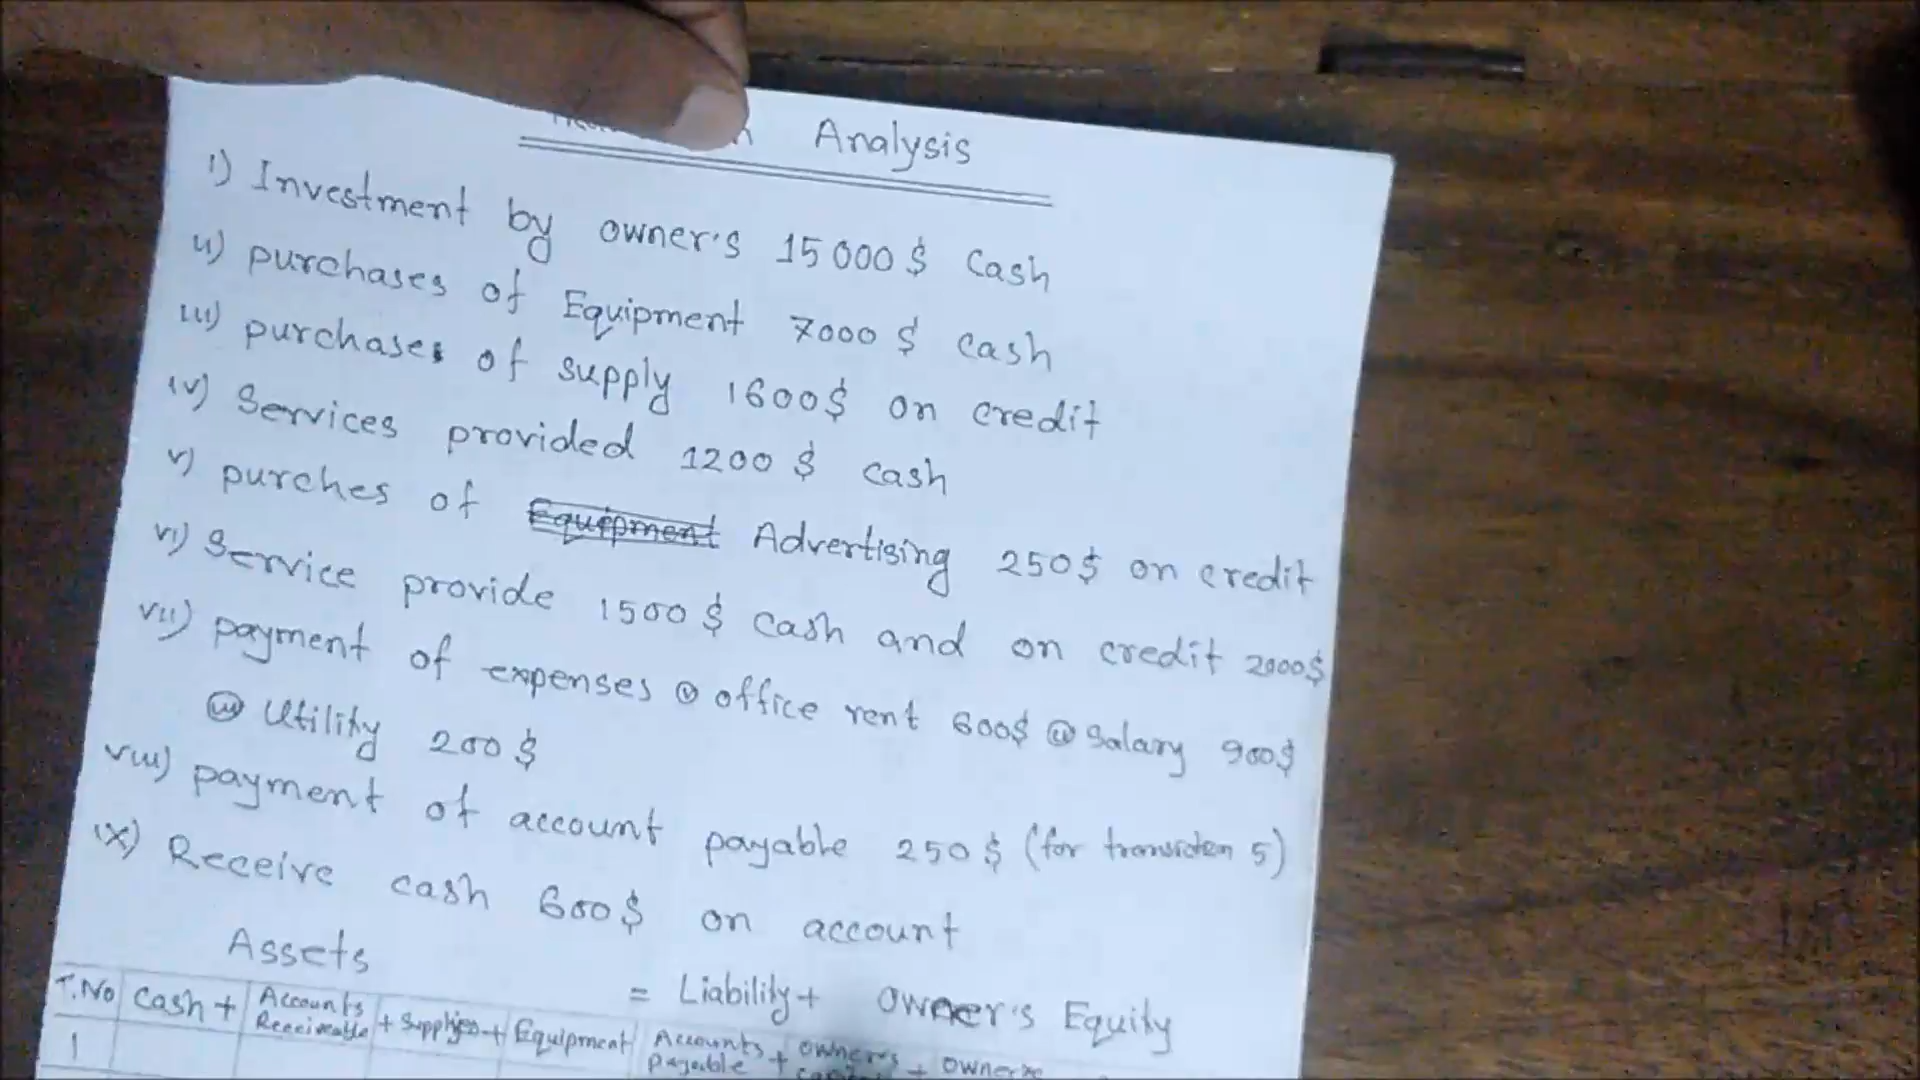 Analysis
i) Investment by owner's 15000$ Cash
ii) purchases of Equipment 7000$ cash
iii) purchases of supply 1600$ on credit
iv) Services provided 1200$ cash
v) purches of Equipment Advertising 250$ on credit
vi) Service provide 1500$ cash and on credit 2000$
vii) payment of expenses ⓘ office rent 600$ ⓘⓘ Salary 900$
ⓘⓘⓘ Utility 200$
viii) payment of account payable 250$ (for 5)
ix) Receive cash 600$ on account
Assets = Liability + Owner's Equity
T.No Cash + Accounts Receivable + Supplies + Equipment Accounts payable + owner's + owner
1